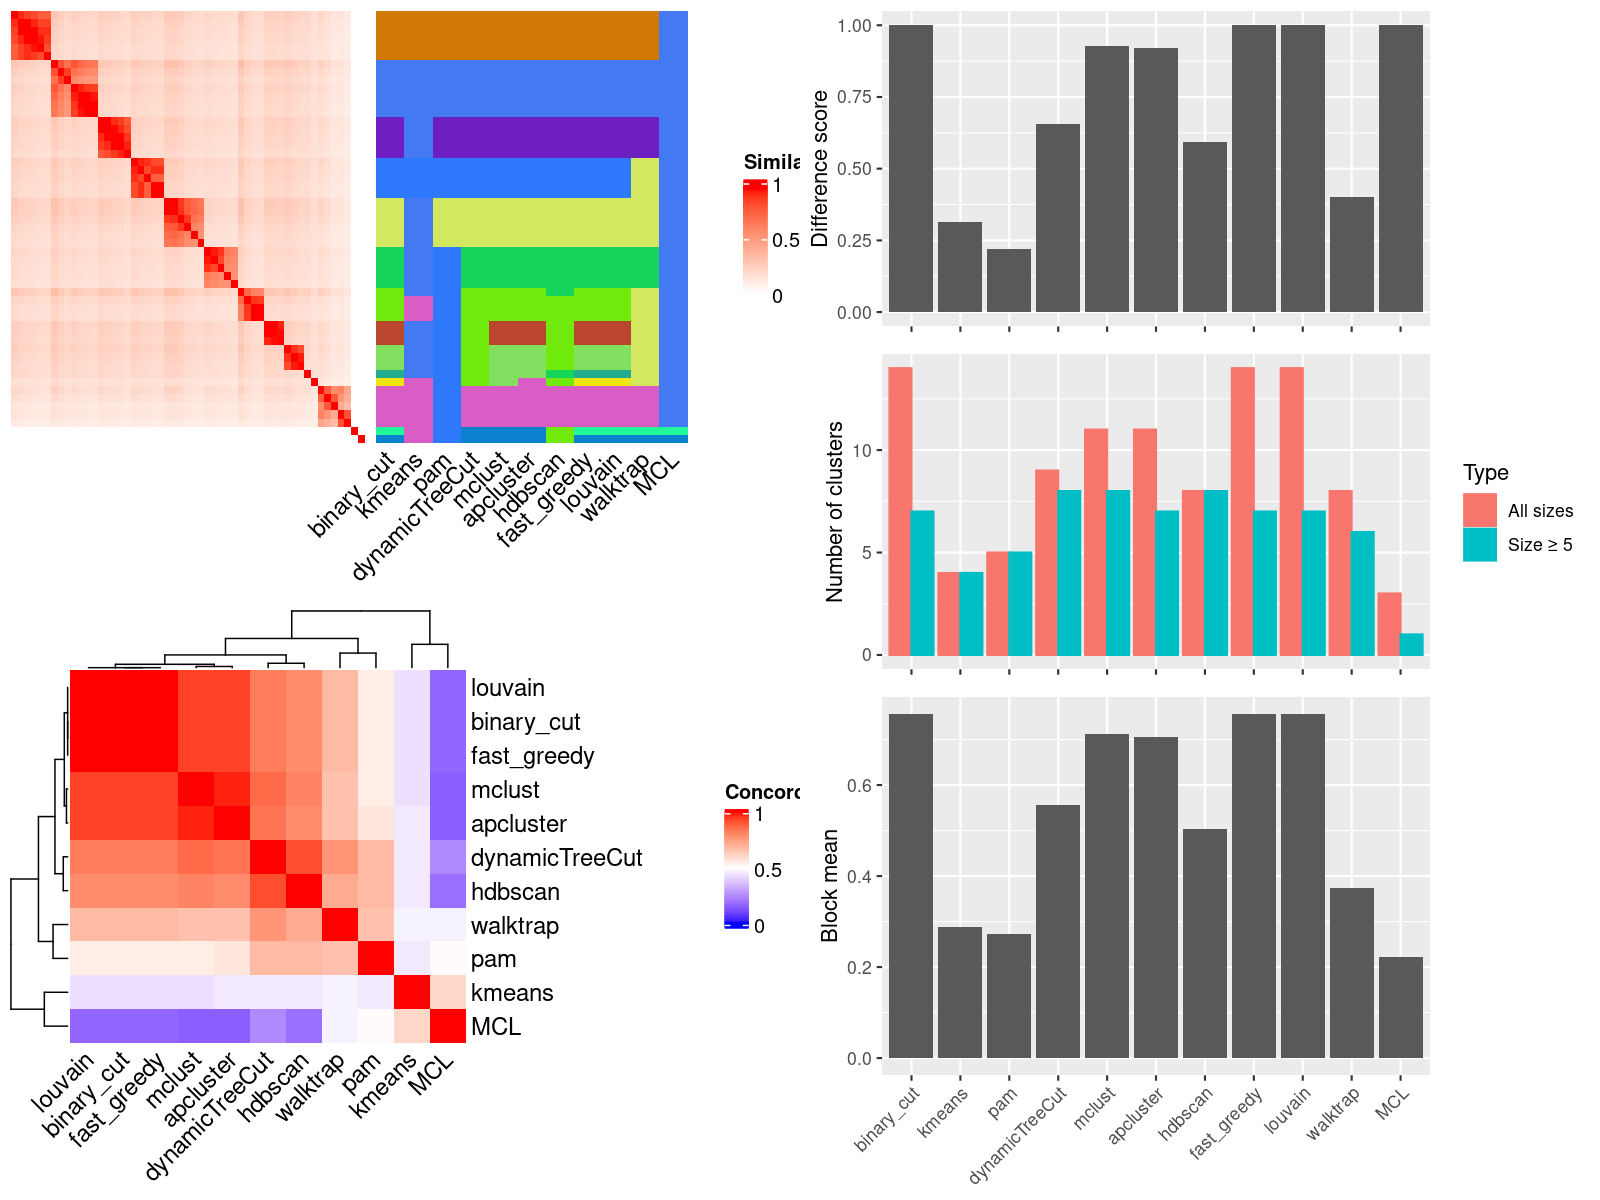 Simila
1
0.5
0
binary_cut
kmeans
pam
dynamicTreeCut
mclust
apcluster
hdbscan
fast_greedy
louvain
walktrap
MCL
louvain
binary_cut
fast_greedy
mclust
apcluster
dynamicTreeCut
hdbscan
walktrap
pam
kmeans
MCL
louvain
binary_cut
fast_greedy
mclust
apcluster
dynamicTreeCut
hdbscan
walktrap
pam
kmeans
MCL
Concord
1
0.5
0
Difference score
1.00
0.75
0.50
0.25
0.00
Number of clusters
10
5
0
Type
All sizes
Size ≥ 5
Block mean
0.6
0.4
0.2
0.0
binary_cut
kmeans
pam
dynamicTreeCut
mclust
apcluster
hdbscan
fast_greedy
louvain
walktrap
MCL